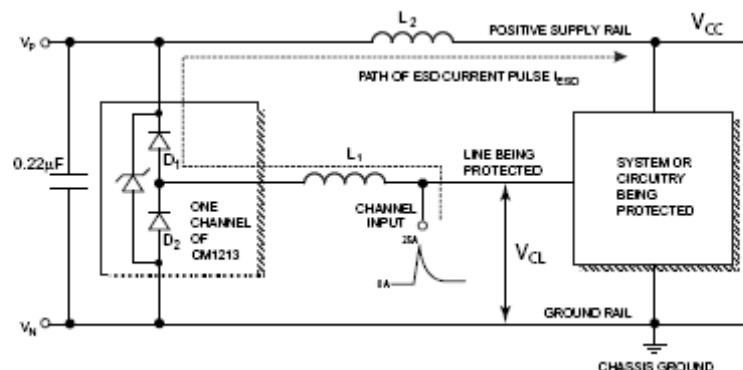 L2
POSITIVE SUPPLY RAIL
VCC
VP
PATH OF ESD CURRENT PULSE IESD
0.22µF
D1
L1
LINE BEING
PROTECTED
SYSTEM OR
CIRCUITRY
BEING
PROTECTED
ONE
CHANNEL
OF
CM1213
D2
CHANNEL
INPUT
25A
0A
VCL
VN
GROUND RAIL
CHASSIS GROUND